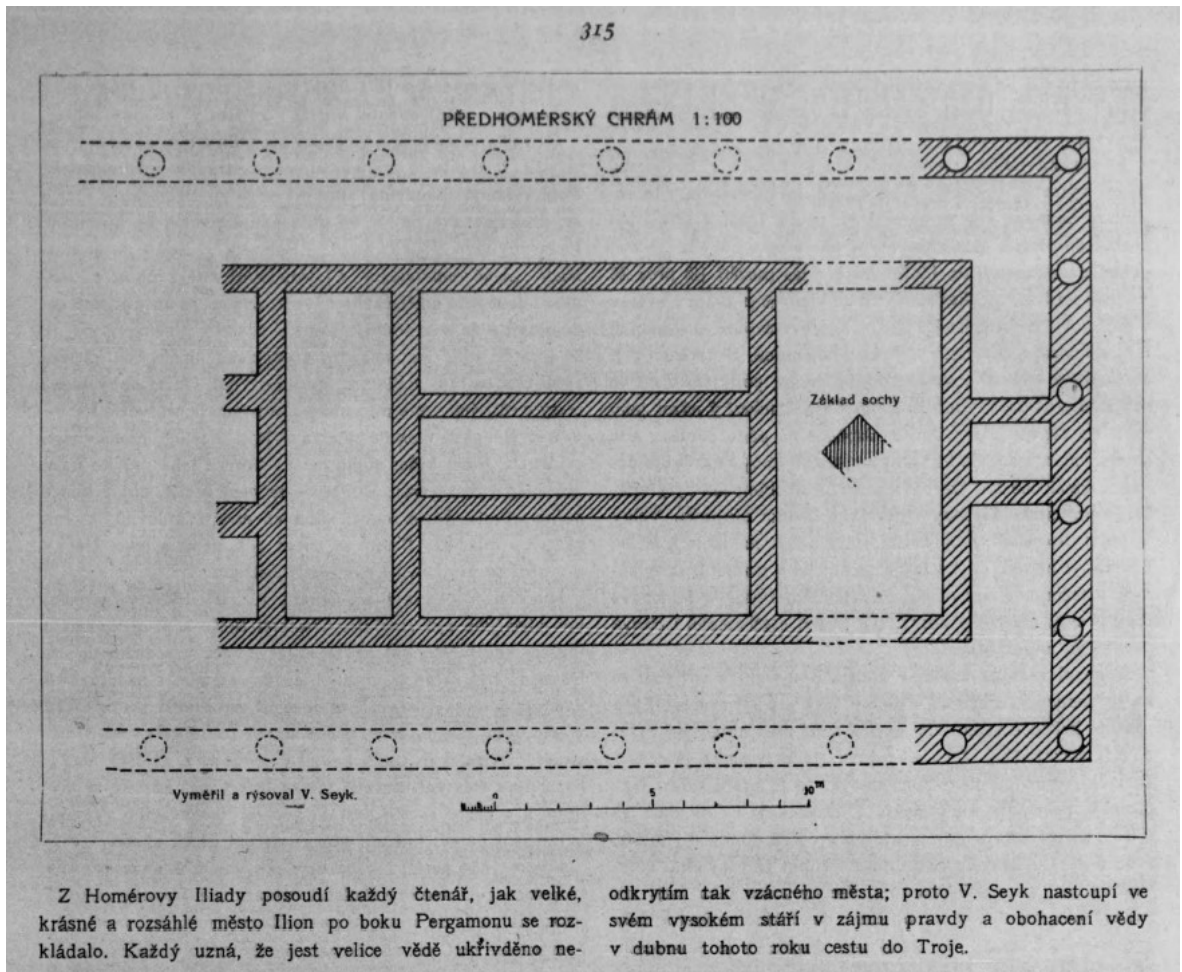 315
PŘEDHOMÉRSKÝ CHRÁM 1:100
Základ sochy
Vyměřil a rýsoval V. Seyk.
0 5 10 m
Z Homérovy Iliady posoudí každý čtenář, jak velké,
krásné a rozsáhlé město Ilion po boku Pergamonu se roz-
kládalo. Každý uzná, že jest velice vědě ukřivděno ne-
odkrytím tak vzácného města; proto V. Seyk nastoupí ve
svém vysokém stáří v zájmu pravdy a obohacení vědy
v dubnu tohoto roku cestu do Troje.